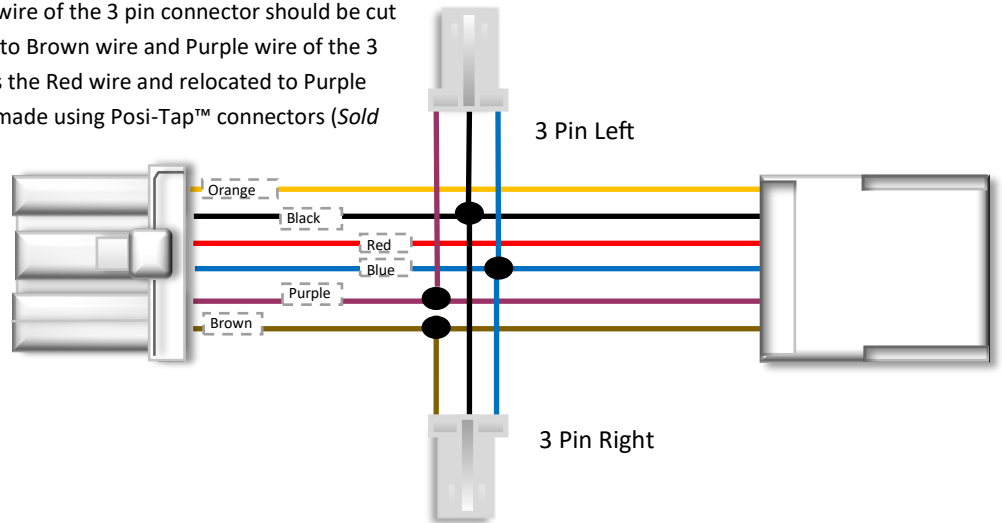 wire of the 3 pin connector should be cut
to Brown wire and Purple wire of the 3
s the Red wire and relocated to Purple
made using Posi-Tap™ connectors (Sold
3 Pin Left
Orange
Black
Red
Blue
Purple
Brown
3 Pin Right